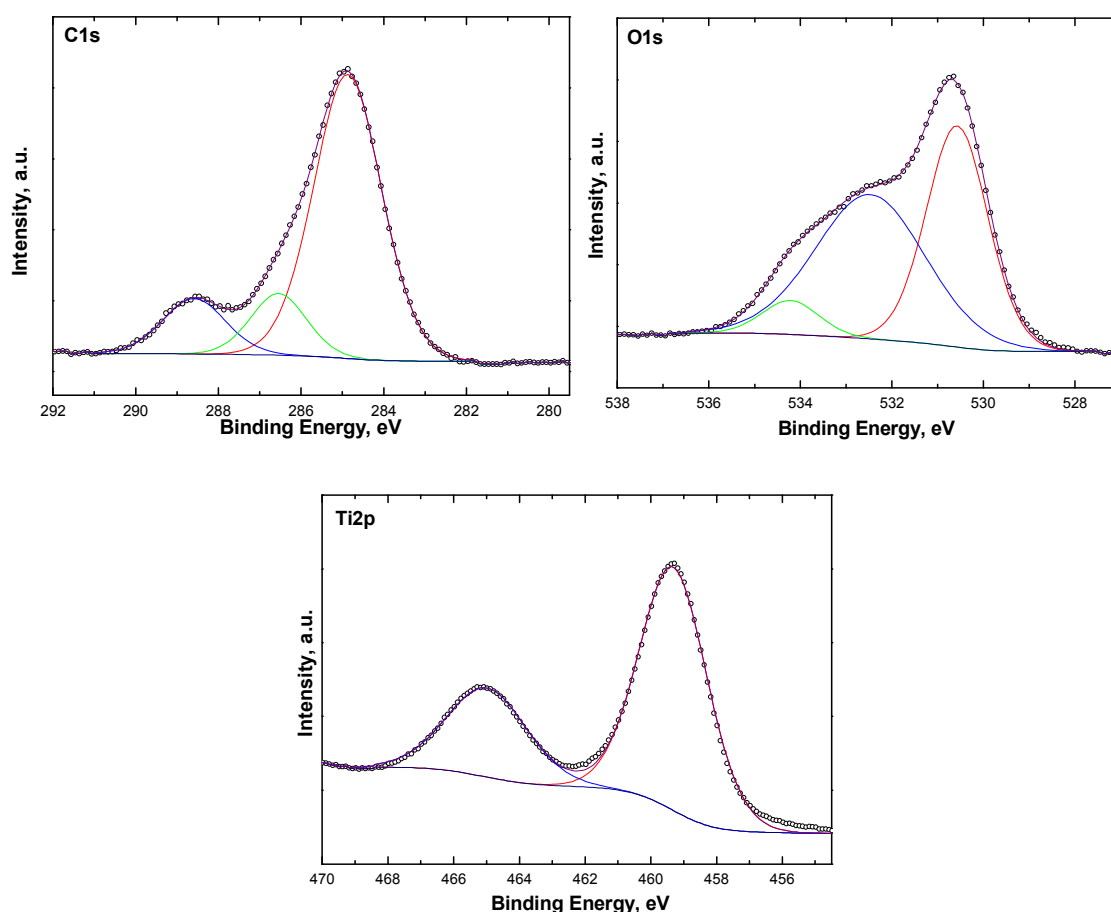 C1s
Intensity, a.u.
292 290 288 286 284 282 280
Binding Energy, eV
O1s
Intensity, a.u.
538 536 534 532 530 528
Binding Energy, eV
Ti2p
Intensity, a.u.
470 468 466 464 462 460 458 456
Binding Energy, eV